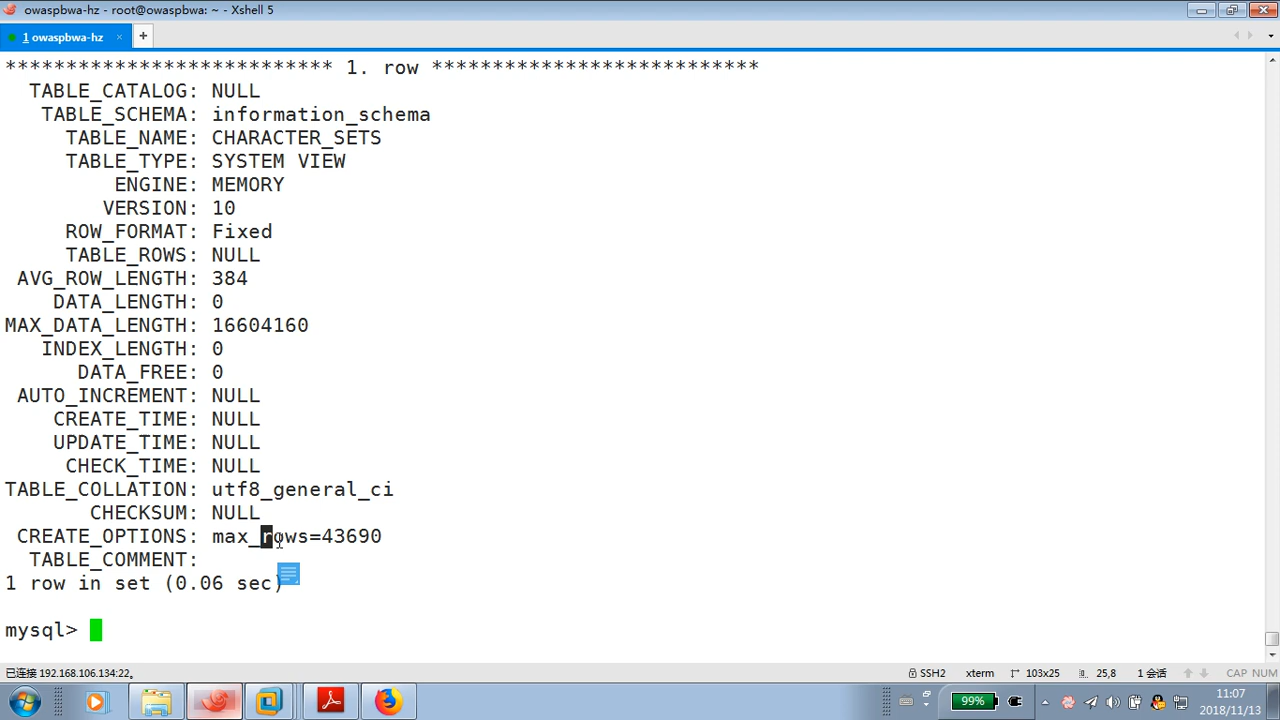 owaspbwa-hz - root@owaspbwa: ~ - Xshell 5
1 owaspbwa-hz × +
*************************** 1. row ***************************
TABLE_CATALOG: NULL
TABLE_SCHEMA: information_schema
TABLE_NAME: CHARACTER_SETS
TABLE_TYPE: SYSTEM VIEW
ENGINE: MEMORY
VERSION: 10
ROW_FORMAT: Fixed
TABLE_ROWS: NULL
AVG_ROW_LENGTH: 384
DATA_LENGTH: 0
MAX_DATA_LENGTH: 16604160
INDEX_LENGTH: 0
DATA_FREE: 0
AUTO_INCREMENT: NULL
CREATE_TIME: NULL
UPDATE_TIME: NULL
CHECK_TIME: NULL
TABLE_COLLATION: utf8_general_ci
CHECKSUM: NULL
CREATE_OPTIONS: max_rows=43690
TABLE_COMMENT:
1 row in set (0.06 sec)
mysql>
已连接 192.168.106.134:22。 SSH2 xterm 103x25 25,8 1 会话 CAP NUM
99% 11:07
2018/11/13